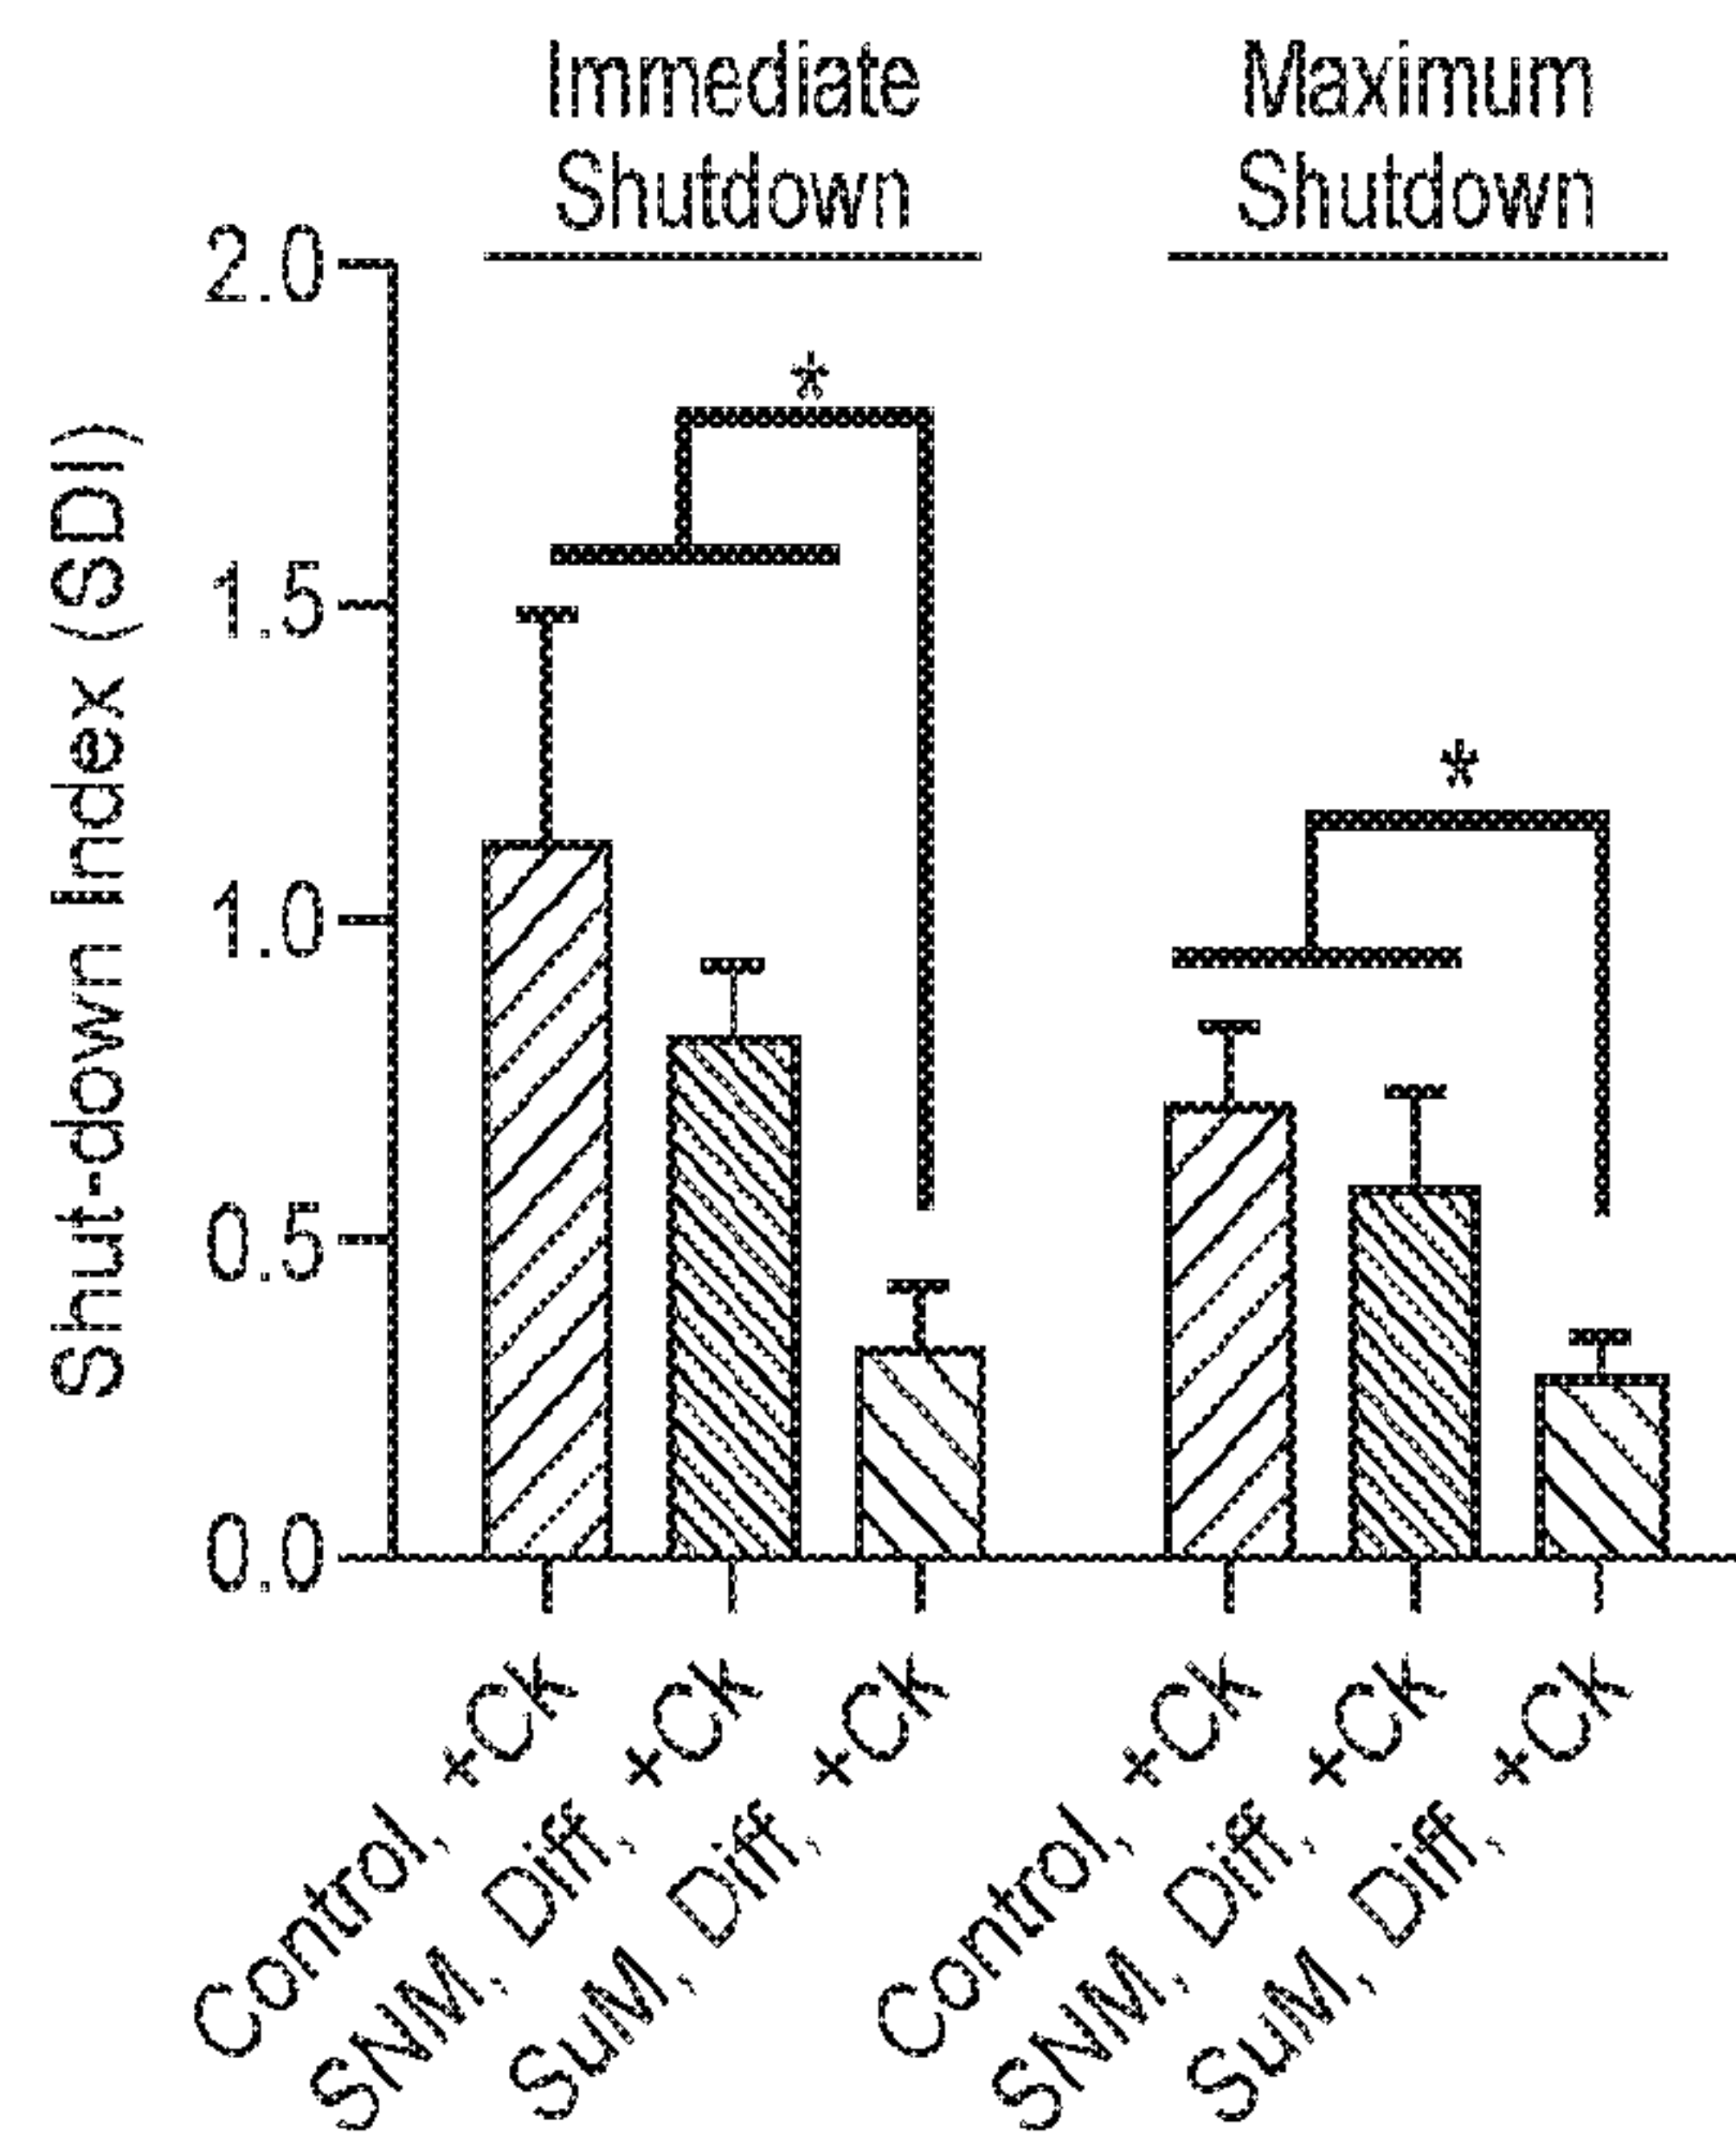 Immediate
Shutdown
Maximum
Shutdown
Shut-down Index (SDI)
2.0
1.5
1.0
0.5
0.0
*
*
Control, +Ck
SNM, Diff, +Ck
SuM, Diff, +Ck
Control, +Ck
SNM, Diff, +Ck
SuM, Diff, +Ck